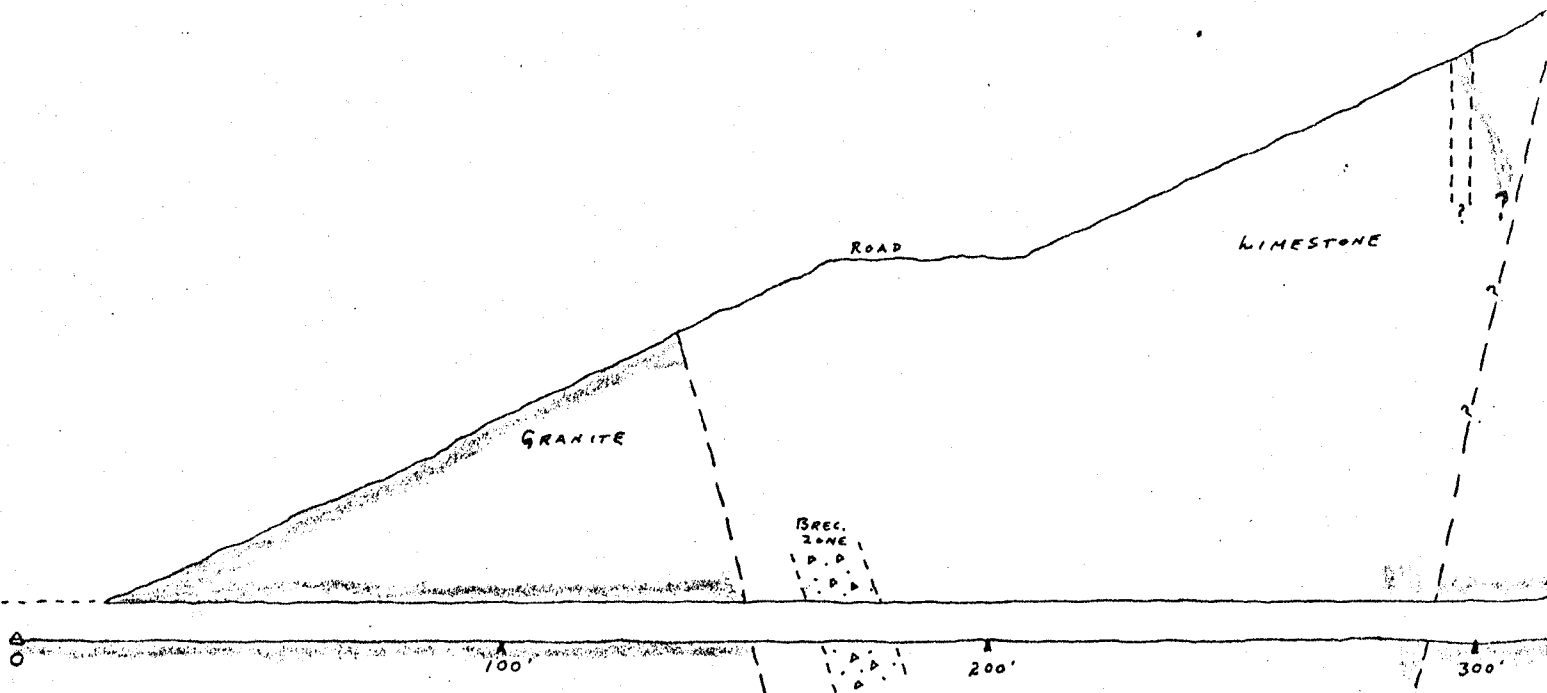 ROAD
LIMESTONE
?
?
?
?
GRANITE
BREC.
ZONE
0
100'
200'
300'